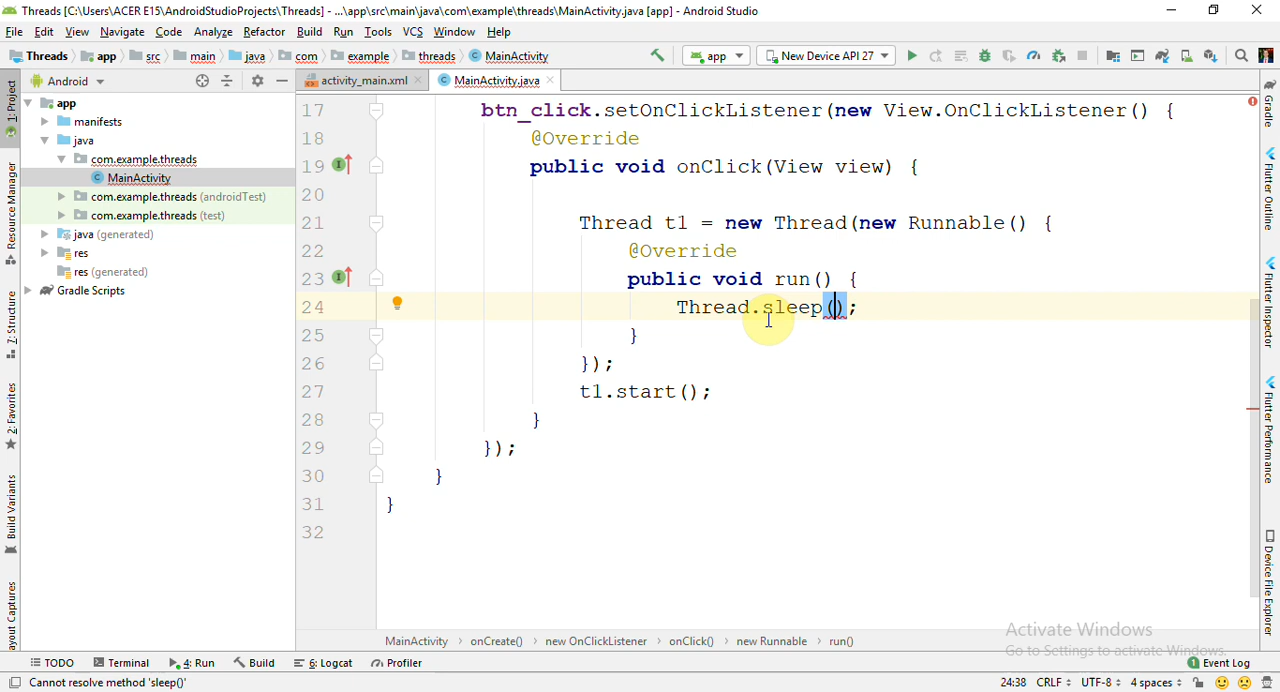 Threads [C:\Users\ACER E15\AndroidStudioProjects\Threads] - ...\app\src\main\java\com\example\threads\MainActivity.java [app] - Android Studio
File Edit View Navigate Code Analyze Refactor Build Run Tools VCS Window Help
Threads app src main java com example threads MainActivity app New Device API 27
1: Project
Resource Manager
Z: Structure
2: Favorites
Build Variants
yout Captures
Android
app
manifests
java
com.example.threads
MainActivity
com.example.threads (androidTest)
com.example.threads (test)
java (generated)
res
res (generated)
Gradle Scripts
activity_main.xml MainActivity.java
17 btn_click.setOnClickListener(new View.OnClickListener() {
18 @Override
19 public void onClick(View view) {
20
21 Thread t1 = new Thread(new Runnable() {
22 @Override
23 public void run() {
24 Thread.sleep();
25 }
26 });
27 t1.start();
28 }
29 });
30 }
31 }
32
MainActivity › onCreate() › new OnClickListener › onClick() › new Runnable › run()
Gradle
Flutter Outline
Flutter Inspector
Flutter Performance
Device File Explorer
Activate Windows
Go to Settings to activate Windows.
TODO Terminal 4: Run Build 6: Logcat Profiler 1 Event Log
Cannot resolve method 'sleep()' 24:38 CRLF UTF-8 4 spaces